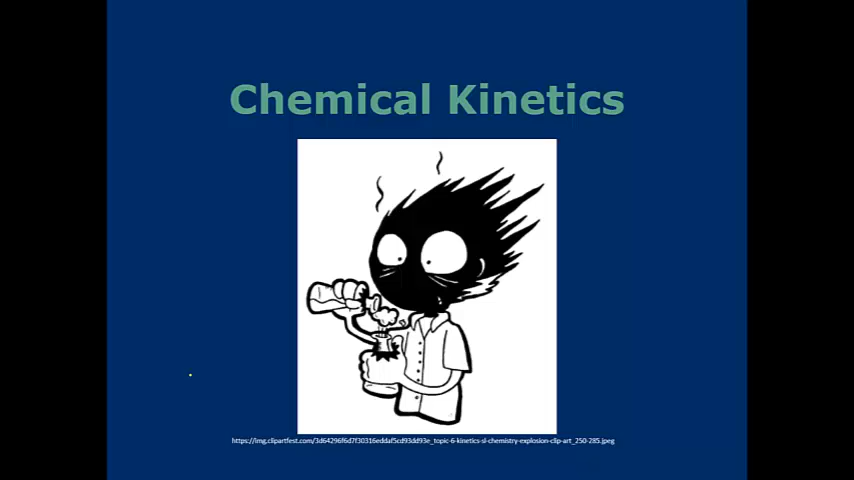 Chemical Kinetics
https://img.clipartfest.com/3d64296f6d7f30316eddaf5cd93dd93e_topic-6-kinetics-sl-chemistry-explosion-clip-art_250-285.jpeg